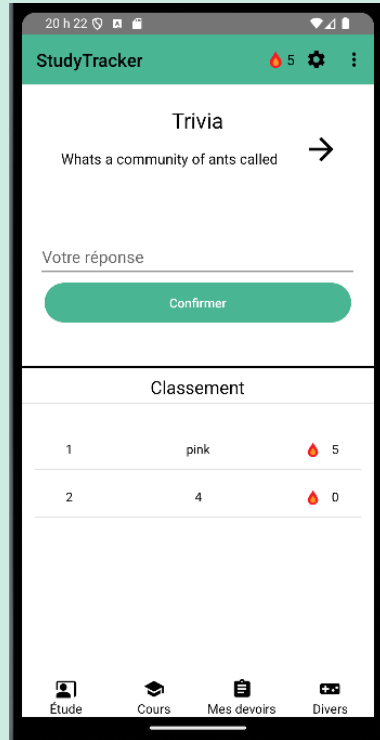 20 h 22
StudyTracker 5
Trivia
Whats a community of ants called
Votre réponse
Confirmer
Classement
1 pink 5
2 4 0
Étude Cours Mes devoirs Divers